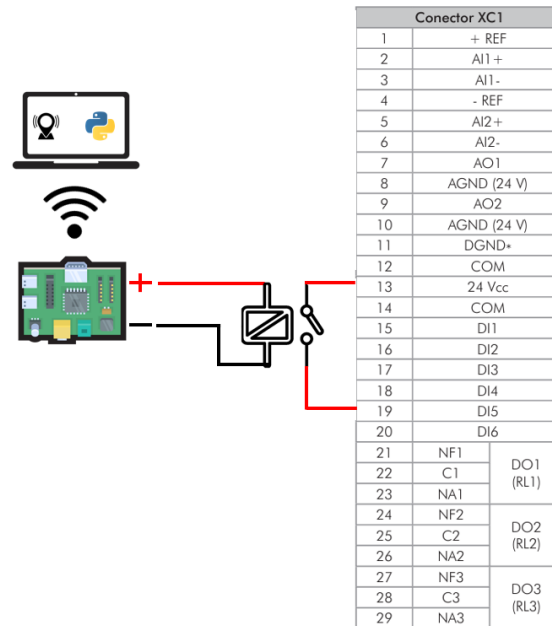 Conector XC1
1 + REF
2 AI1+
3 AI1-
4 - REF
5 AI2+
6 AI2-
7 AO1
8 AGND (24 V)
9 AO2
10 AGND (24 V)
11 DGND*
12 COM
13 24 Vcc
14 COM
15 DI1
16 DI2
17 DI3
18 DI4
19 DI5
20 DI6
21 NF1
22 C1
23 NA1
DO1
(RL1)
24 NF2
25 C2
26 NA2
DO2
(RL2)
27 NF3
28 C3
29 NA3
DO3
(RL3)
+
−